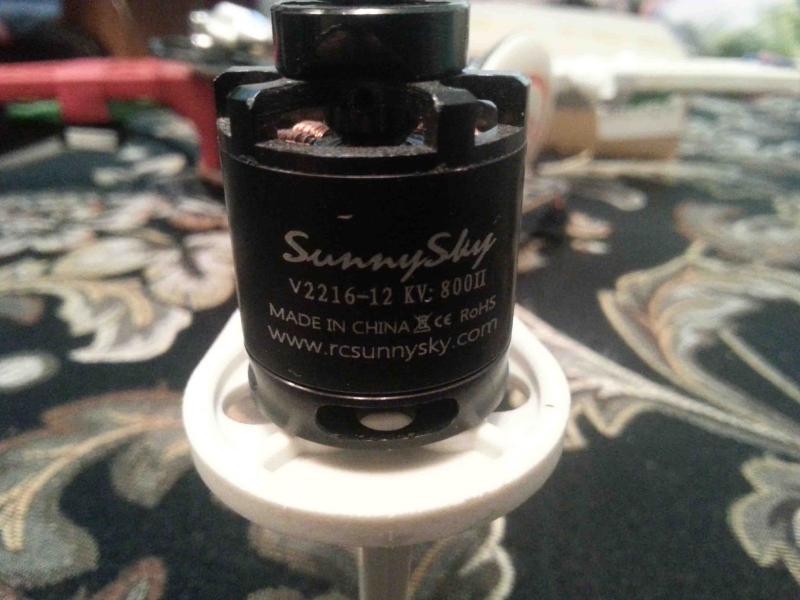 SunnySky
V2216-12 KV: 800II
MADE IN CHINA CE RoHS
www.rcsunnysky.com